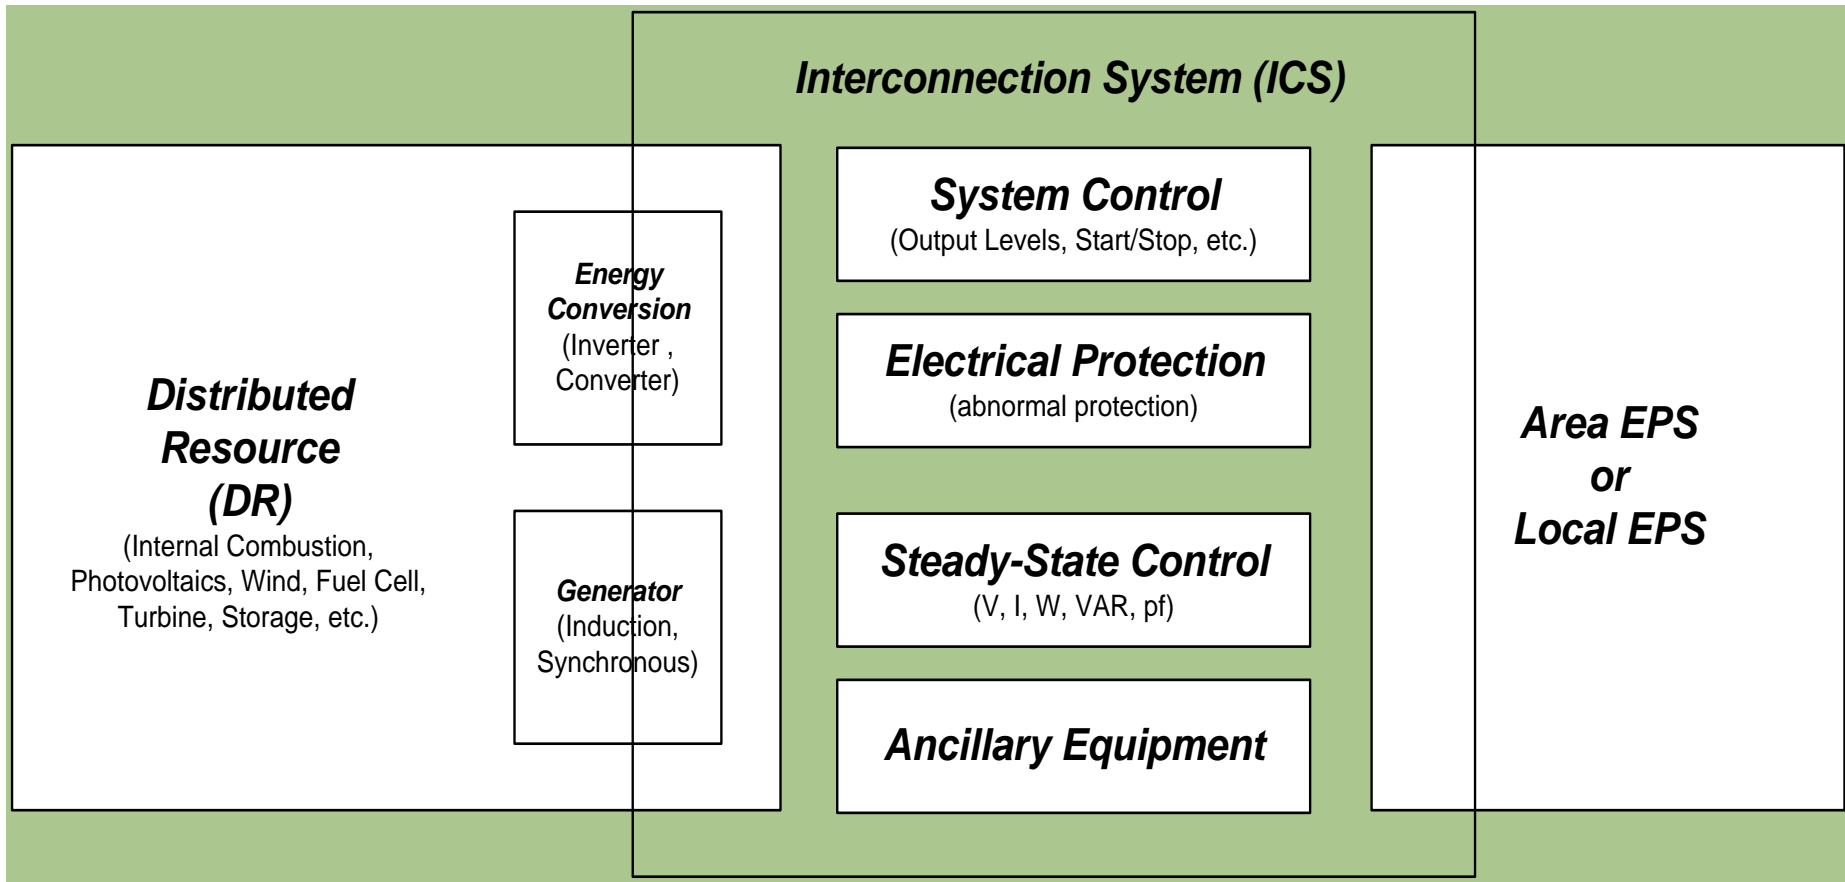 Interconnection System (ICS)
Distributed
Resource
(DR)
(Internal Combustion,
Photovoltaics, Wind, Fuel Cell,
Turbine, Storage, etc.)
Energy
Conversion
(Inverter ,
Converter)
Generator
(Induction,
Synchronous)
System Control
(Output Levels, Start/Stop, etc.)
Electrical Protection
(abnormal protection)
Steady-State Control
(V, I, W, VAR, pf)
Ancillary Equipment
Area EPS
or
Local EPS